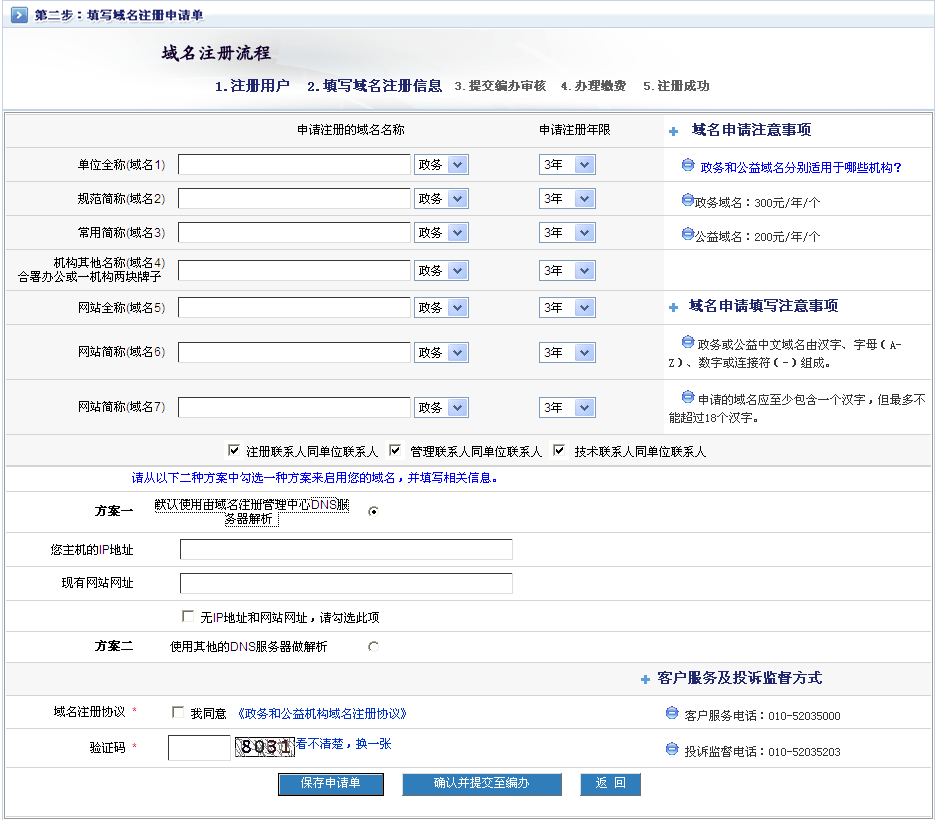 第二步：填写域名注册申请单
域名注册流程
1.注册用户 2.填写域名注册信息 3.提交编办审核 4.办理缴费 5.注册成功
申请注册的域名名称 申请注册年限
域名申请注意事项
单位全称(域名1) 政务 3年
政务和公益域名分别适用于哪些机构?
规范简称(域名2) 政务 3年
政务域名：300元/年/个
常用简称(域名3) 政务 3年
公益域名：200元/年/个
机构其他名称(域名4)
合署办公或一机构两块牌子 政务 3年
网站全称(域名5) 政务 3年
域名申请填写注意事项
网站简称(域名6) 政务 3年
政务或公益中文域名由汉字、字母（A-
Z）、数字或连接符（-）组成。
网站简称(域名7) 政务 3年
申请的域名应至少包含一个汉字，但最多不
能超过18个汉字。
注册联系人同单位联系人 管理联系人同单位联系人 技术联系人同单位联系人
请从以下二种方案中勾选一种方案来启用您的域名，并填写相关信息。
方案一 默认使用由域名注册管理中心DNS服
务器解析
您主机的IP地址
现有网站网址
无IP地址和网站网址，请勾选此项
方案二 使用其他的DNS服务器做解析
客户服务及投诉监督方式
域名注册协议 * 我同意 《政务和公益机构域名注册协议》
客户服务电话：010-52035000
验证码 * 8031 看不清楚，换一张
投诉监督电话：010-52035203
保存申请单 确认并提交至编办 返 回